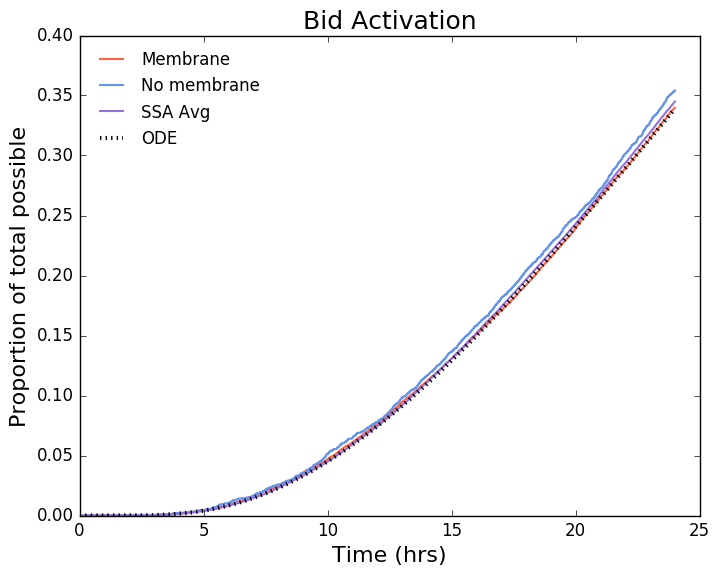 Bid Activation
0.40
0.35
0.30
0.25
0.20
0.15
0.10
0.05
0.00
Proportion of total possible
Membrane
No membrane
SSA Avg
ODE
0 5 10 15 20 25
Time (hrs)